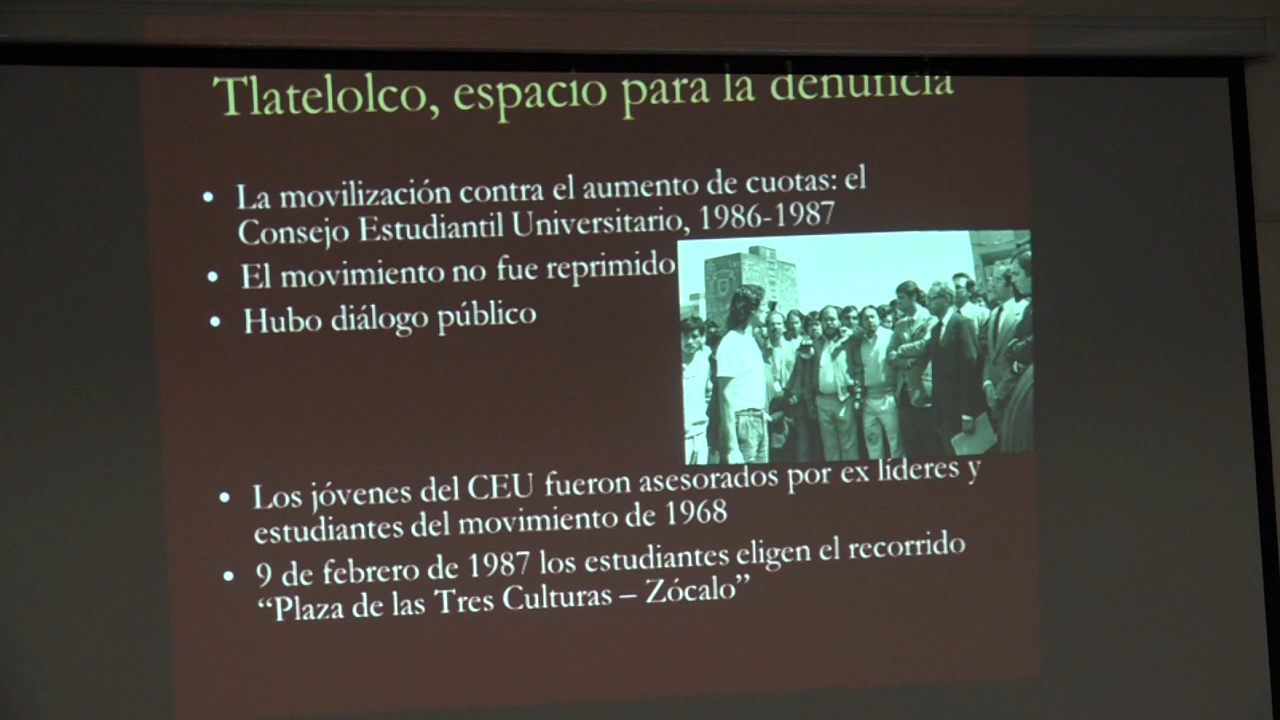 Tlatelolco, espacio para la denuncia
• La movilización contra el aumento de cuotas: el
Consejo Estudiantil Universitario, 1986-1987
• El movimiento no fue reprimido
• Hubo diálogo público
• Los jóvenes del CEU fueron asesorados por ex líderes y
estudiantes del movimiento de 1968
• 9 de febrero de 1987 los estudiantes eligen el recorrido
“Plaza de las Tres Culturas – Zócalo”